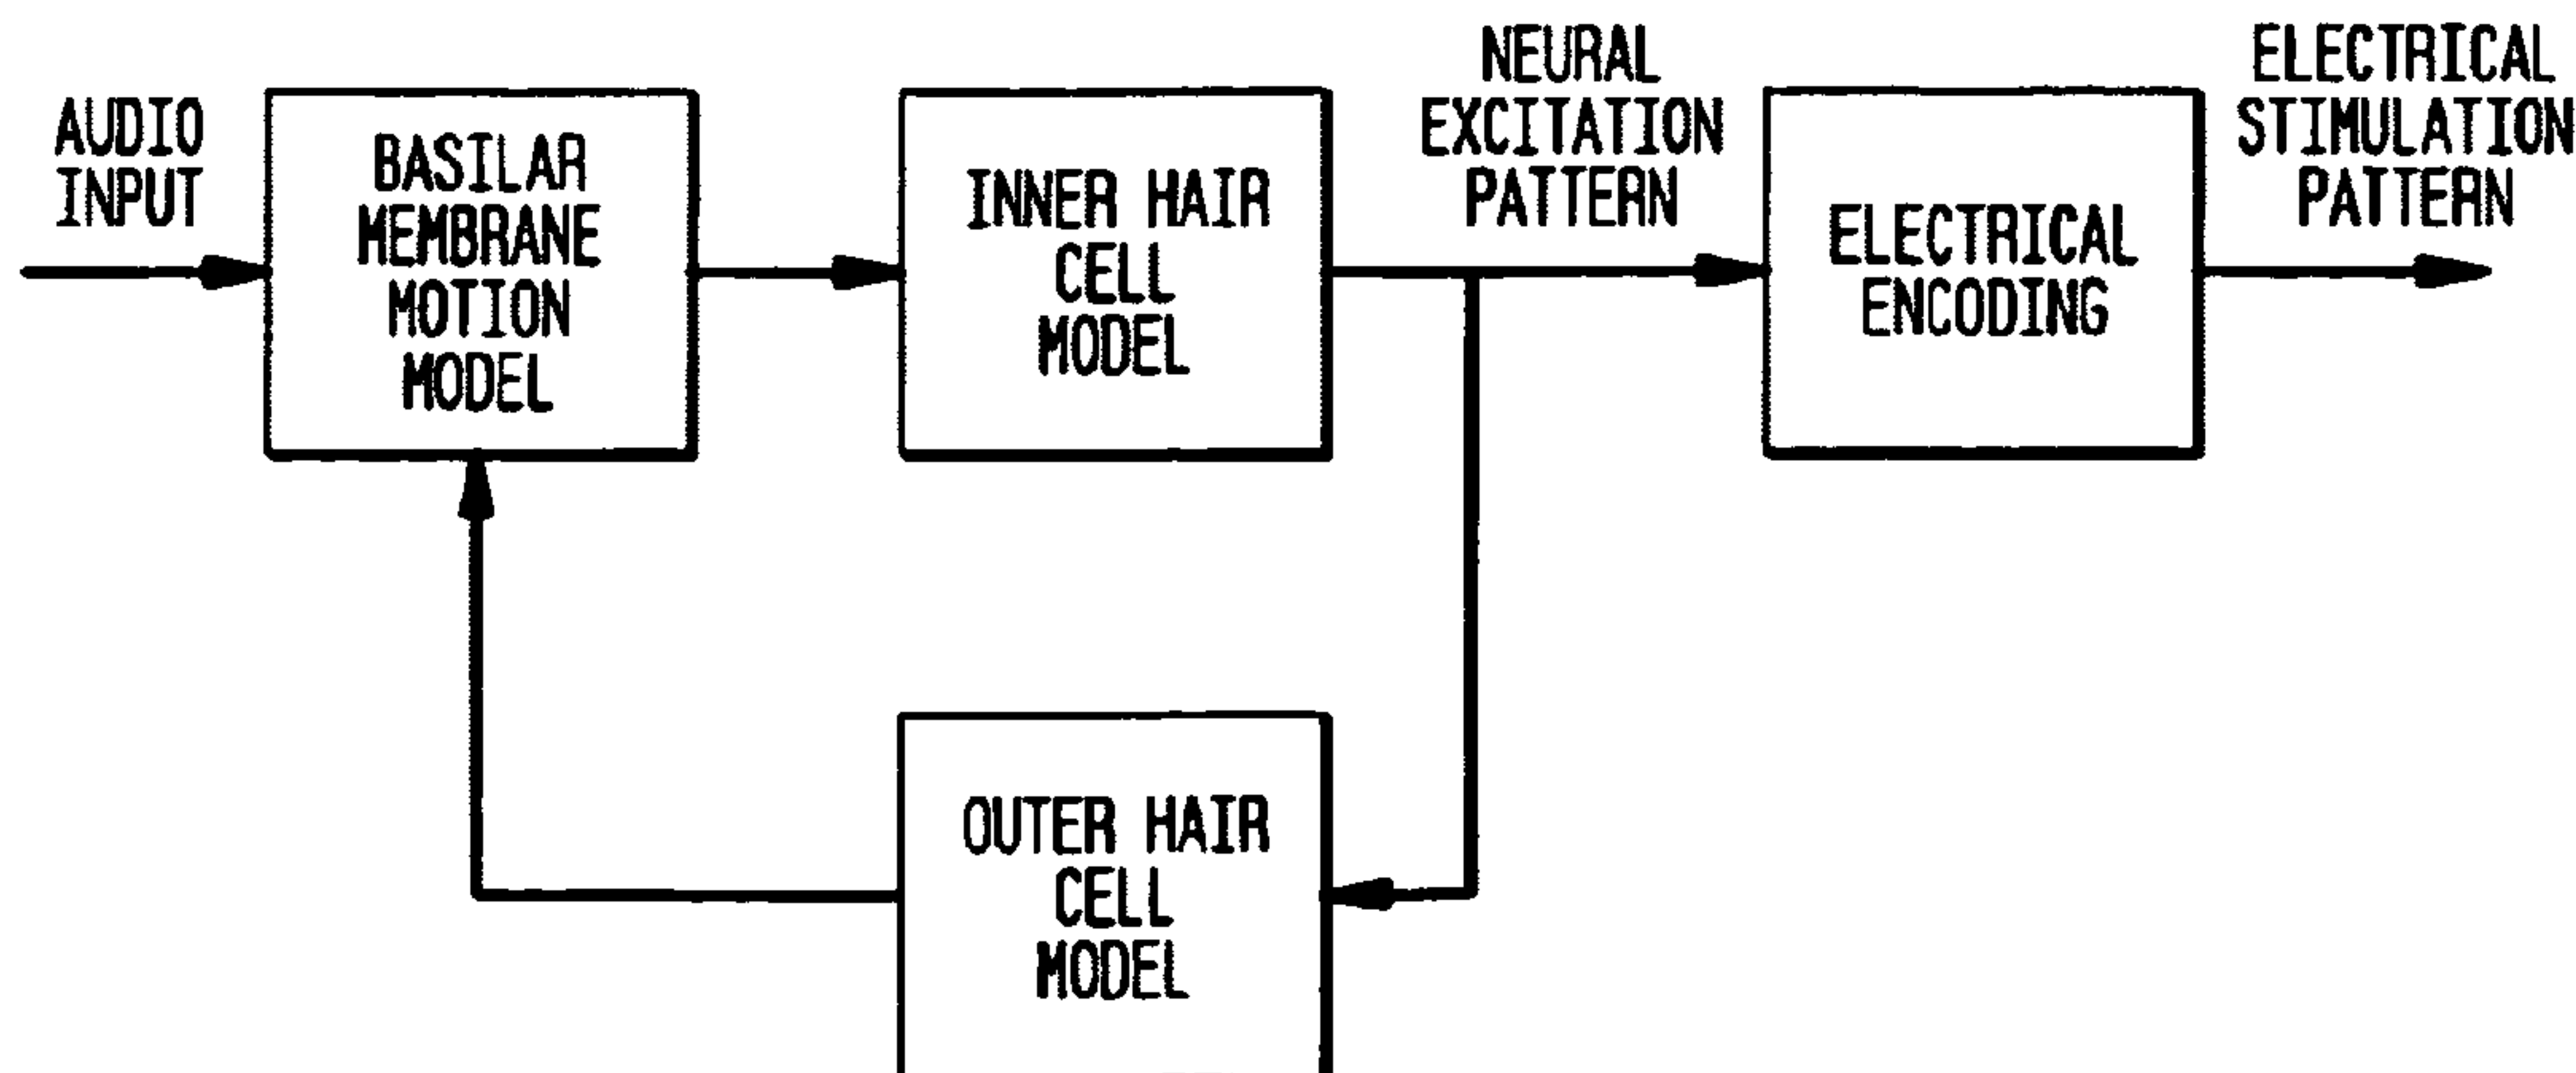 AUDIO
INPUT
BASILAR
MEMBRANE
MOTION
MODEL
INNER HAIR
CELL
MODEL
NEURAL
EXCITATION
PATTERN
ELECTRICAL
ENCODING
ELECTRICAL
STIMULATION
PATTERN
OUTER HAIR
CELL
MODEL